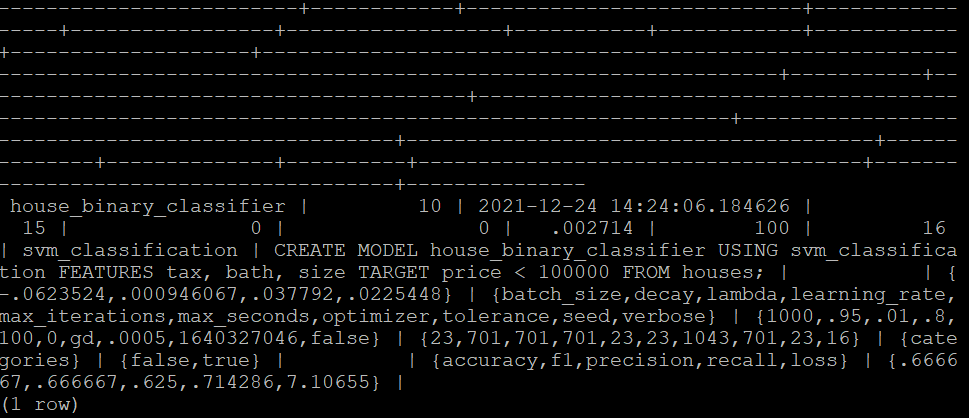 house_binary_classifier | 10 | 2021-12-24 14:24:06.184626 |
15 | 0 | 0 | .002714 | 100 | 16
| svm_classification | CREATE MODEL house_binary_classifier USING svm_classifica
tion FEATURES tax, bath, size TARGET price < 100000 FROM houses; | | {
-.0623524,.000946067,.037792,.0225448} | {batch_size,decay,lambda,learning_rate,
max_iterations,max_seconds,optimizer,tolerance,seed,verbose} | {1000,.95,.01,.8,
100,0,gd,.0005,1640327046,false} | {23,701,701,701,23,23,1043,701,23,16} | {cate
gories} | {false,true} | | {accuracy,f1,precision,recall,loss} | {.6666
67,.666667,.625,.714286,7.10655} |
(1 row)